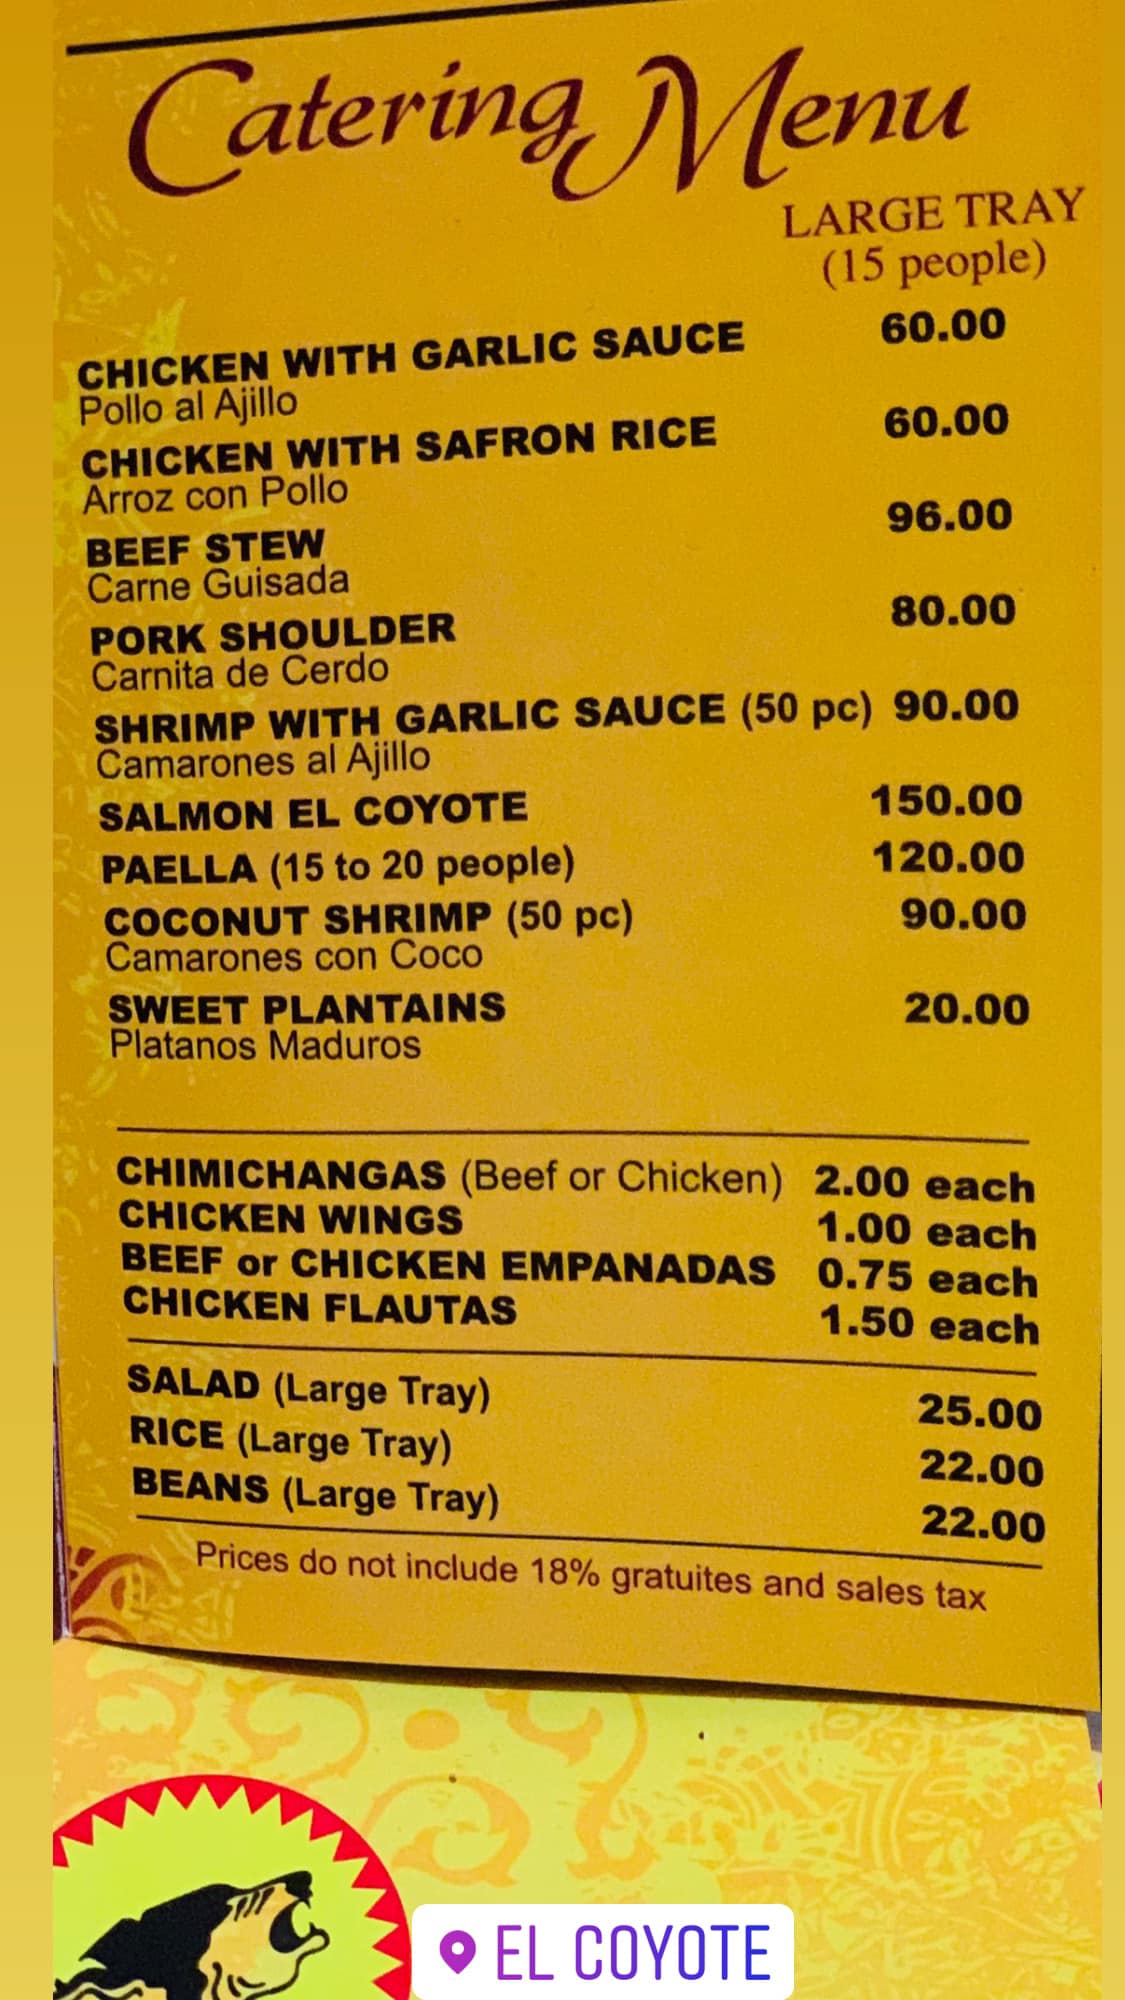 Catering Menu
LARGE TRAY
(15 people)
CHICKEN WITH GARLIC SAUCE 60.00
Pollo al Ajillo
CHICKEN WITH SAFRON RICE 60.00
Arroz con Pollo
BEEF STEW 96.00
Carne Guisada
PORK SHOULDER 80.00
Carnita de Cerdo
SHRIMP WITH GARLIC SAUCE (50 pc) 90.00
Camarones al Ajillo
SALMON EL COYOTE 150.00
PAELLA (15 to 20 people) 120.00
COCONUT SHRIMP (50 pc) 90.00
Camarones con Coco
SWEET PLANTAINS 20.00
Platanos Maduros
CHIMICHANGAS (Beef or Chicken) 2.00 each
CHICKEN WINGS 1.00 each
BEEF or CHICKEN EMPANADAS 0.75 each
CHICKEN FLAUTAS 1.50 each
SALAD (Large Tray) 25.00
RICE (Large Tray) 22.00
BEANS (Large Tray) 22.00
Prices do not include 18% gratuites and sales tax
EL COYOTE